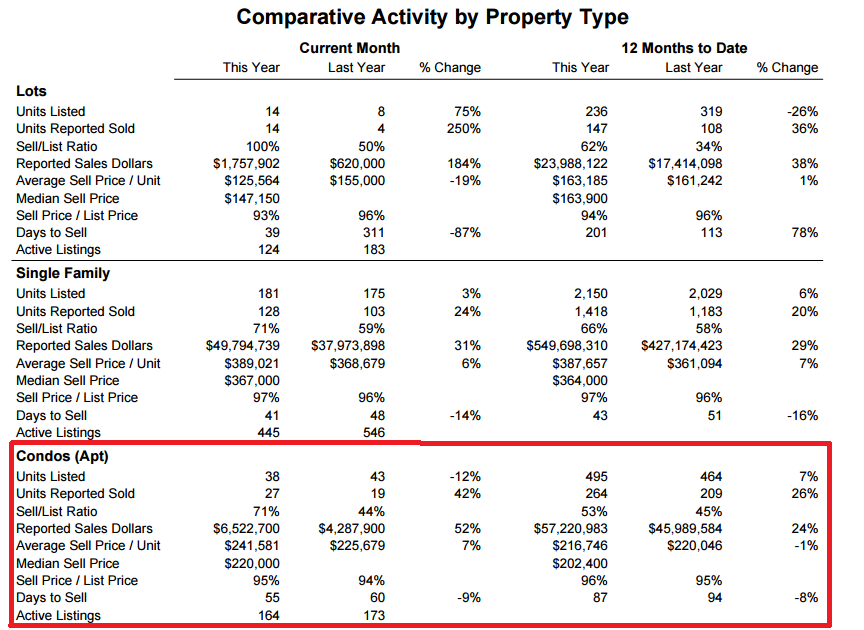 Comparative Activity by Property Type
Current Month 12 Months to Date
This Year Last Year % Change This Year Last Year % Change
Lots
Units Listed 14 8 75% 236 319 -26%
Units Reported Sold 14 4 250% 147 108 36%
Sell/List Ratio 100% 50% 62% 34%
Reported Sales Dollars $1,757,902 $620,000 184% $23,988,122 $17,414,098 38%
Average Sell Price / Unit $125,564 $155,000 -19% $163,185 $161,242 1%
Median Sell Price $147,150 $163,900
Sell Price / List Price 93% 96% 94% 96%
Days to Sell 39 311 -87% 201 113 78%
Active Listings 124 183
Single Family
Units Listed 181 175 3% 2,150 2,029 6%
Units Reported Sold 128 103 24% 1,418 1,183 20%
Sell/List Ratio 71% 59% 66% 58%
Reported Sales Dollars $49,794,739 $37,973,898 31% $549,698,310 $427,174,423 29%
Average Sell Price / Unit $389,021 $368,679 6% $387,657 $361,094 7%
Median Sell Price $367,000 $364,000
Sell Price / List Price 97% 96% 97% 96%
Days to Sell 41 48 -14% 43 51 -16%
Active Listings 445 546
Condos (Apt)
Units Listed 38 43 -12% 495 464 7%
Units Reported Sold 27 19 42% 264 209 26%
Sell/List Ratio 71% 44% 53% 45%
Reported Sales Dollars $6,522,700 $4,287,900 52% $57,220,983 $45,989,584 24%
Average Sell Price / Unit $241,581 $225,679 7% $216,746 $220,046 -1%
Median Sell Price $220,000 $202,400
Sell Price / List Price 95% 94% 96% 95%
Days to Sell 55 60 -9% 87 94 -8%
Active Listings 164 173